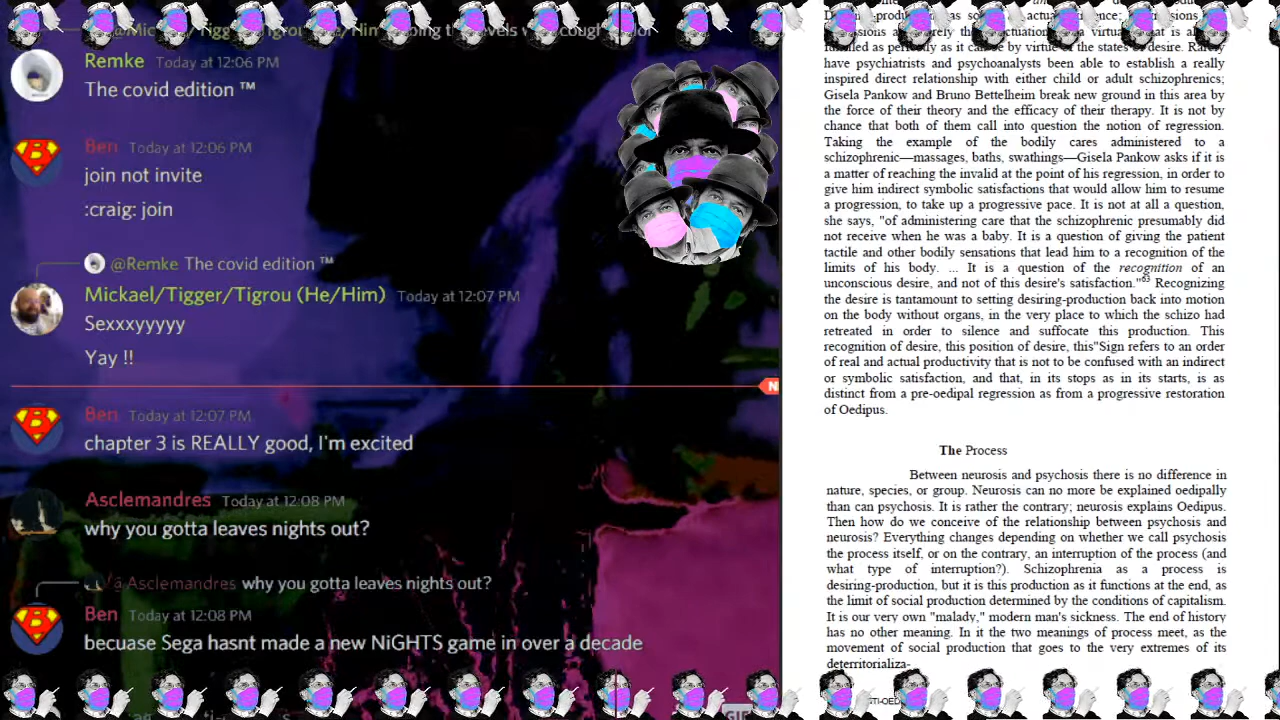 Remke Today at 12:06 PM
The covid edition ™
Ben Today at 12:06 PM
join not invite
:craig: join
@Remke The covid edition ™
Mickael/Tigger/Tigrou (He/Him) Today at 12:07 PM
Sexxxyyyyy
Yay !!
N
Ben Today at 12:07 PM
chapter 3 is REALLY good, I'm excited
Asclemandres Today at 12:08 PM
why you gotta leaves nights out?
Asclemandres why you gotta leaves nights out?
Ben Today at 12:08 PM
becuase Sega hasnt made a new NiGHTS game in over a decade
GIF
have psychiatrists and psychoanalysts been able to establish a really
inspired direct relationship with either child or adult schizophrenics;
Gisela Pankow and Bruno Bettelheim break new ground in this area by
the force of their theory and the efficacy of their therapy. It is not by
chance that both of them call into question the notion of regression.
Taking the example of the bodily cares administered to a
schizophrenic—massages, baths, swathings—Gisela Pankow asks if it is
a matter of reaching the invalid at the point of his regression, in order to
give him indirect symbolic satisfactions that would allow him to resume
a progression, to take up a progressive pace. It is not at all a question,
she says, "of administering care that the schizophrenic presumably did
not receive when he was a baby. It is a question of giving the patient
tactile and other bodily sensations that lead him to a recognition of the
limits of his body. ... It is a question of the recognition of an
unconscious desire, and not of this desire's satisfaction."63 Recognizing
the desire is tantamount to setting desiring-production back into motion
on the body without organs, in the very place to which the schizo had
retreated in order to silence and suffocate this production. This
recognition of desire, this position of desire, this"Sign refers to an order
of real and actual productivity that is not to be confused with an indirect
or symbolic satisfaction, and that, in its stops as in its starts, is as
distinct from a pre-oedipal regression as from a progressive restoration
of Oedipus.
The Process
Between neurosis and psychosis there is no difference in
nature, species, or group. Neurosis can no more be explained oedipally
than can psychosis. It is rather the contrary; neurosis explains Oedipus.
Then how do we conceive of the relationship between psychosis and
neurosis? Everything changes depending on whether we call psychosis
the process itself, or on the contrary, an interruption of the process (and
what type of interruption?). Schizophrenia as a process is
desiring-production, but it is this production as it functions at the end, as
the limit of social production determined by the conditions of capitalism.
It is our very own "malady," modern man's sickness. The end of history
has no other meaning. In it the two meanings of process meet, as the
movement of social production that goes to the very extremes of its
deterritorializa-